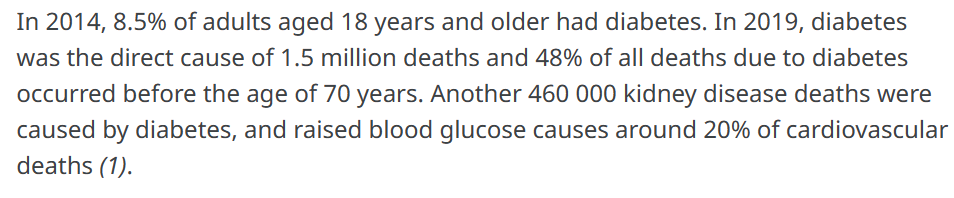 In 2014, 8.5% of adults aged 18 years and older had diabetes. In 2019, diabetes
was the direct cause of 1.5 million deaths and 48% of all deaths due to diabetes
occurred before the age of 70 years. Another 460 000 kidney disease deaths were
caused by diabetes, and raised blood glucose causes around 20% of cardiovascular
deaths (1).